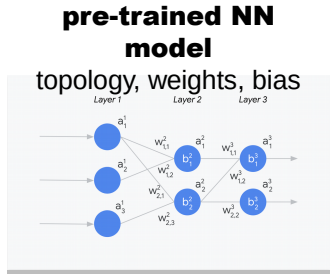 pre-trained NN
model
topology, weights, bias
Layer 1 Layer 2 Layer 3
a¹₁ a²₁ a³₁
w²₁,₁ w³₁,₁
b²₁ b³₁
w²₁,₂
a¹₂ a²₂ w³₁,₂ a³₂
w²₂,₁
b²₂ b³₂
a¹₃ w²₂,₃ w³₂,₂